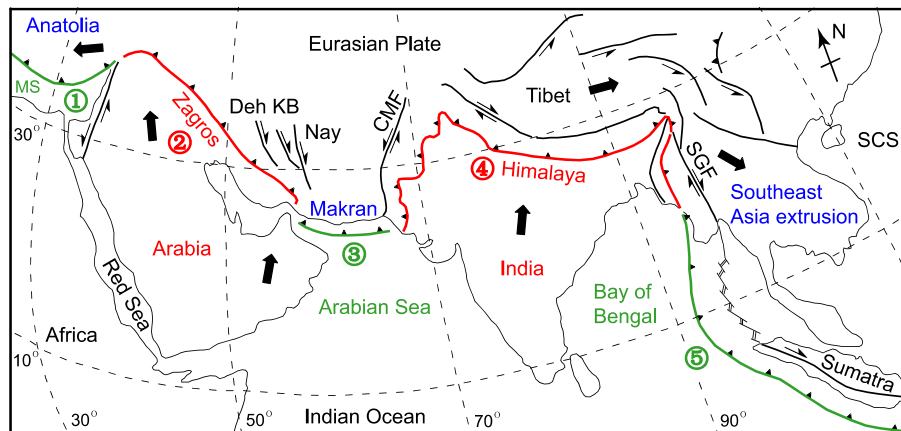 Anatolia
Eurasian Plate
N
MS
①
Tibet
Deh KB
CMF
30°
Zagros
②
Nay
SCS
④
Himalaya
SGF
Makran
Southeast
Asia extrusion
Arabia
③
India
Red Sea
Arabian Sea
Bay of
Bengal
Africa
⑤
10°
Sumatra
30°
50°
Indian Ocean
70°
90°